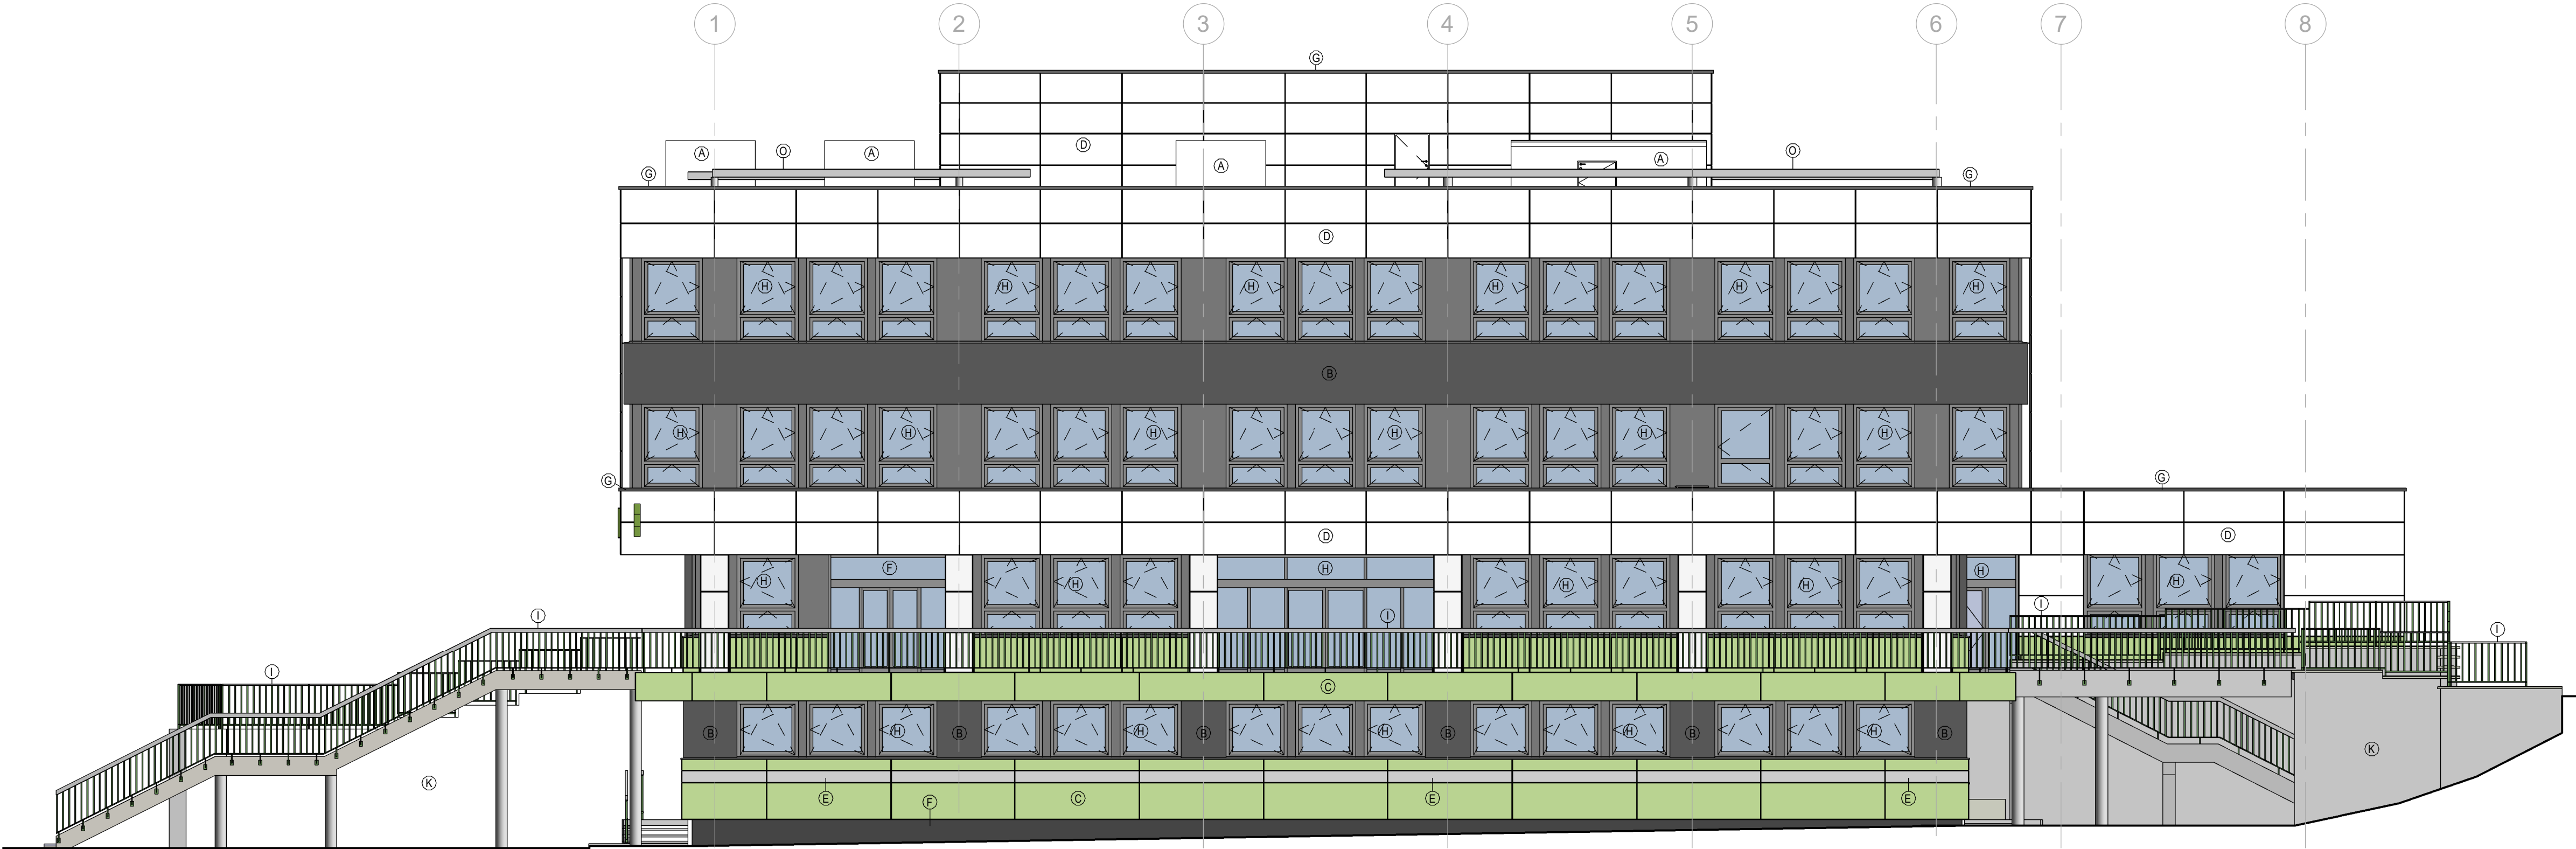 1 2 3 4 5 6 7 8
G
D
A O A A A O
G G
D
H H H H H H
B
H H H H H H
G G
D D
H F H H H H H
I I I I
I
C
B H B H B H B H B H B
K K
E C E E
F